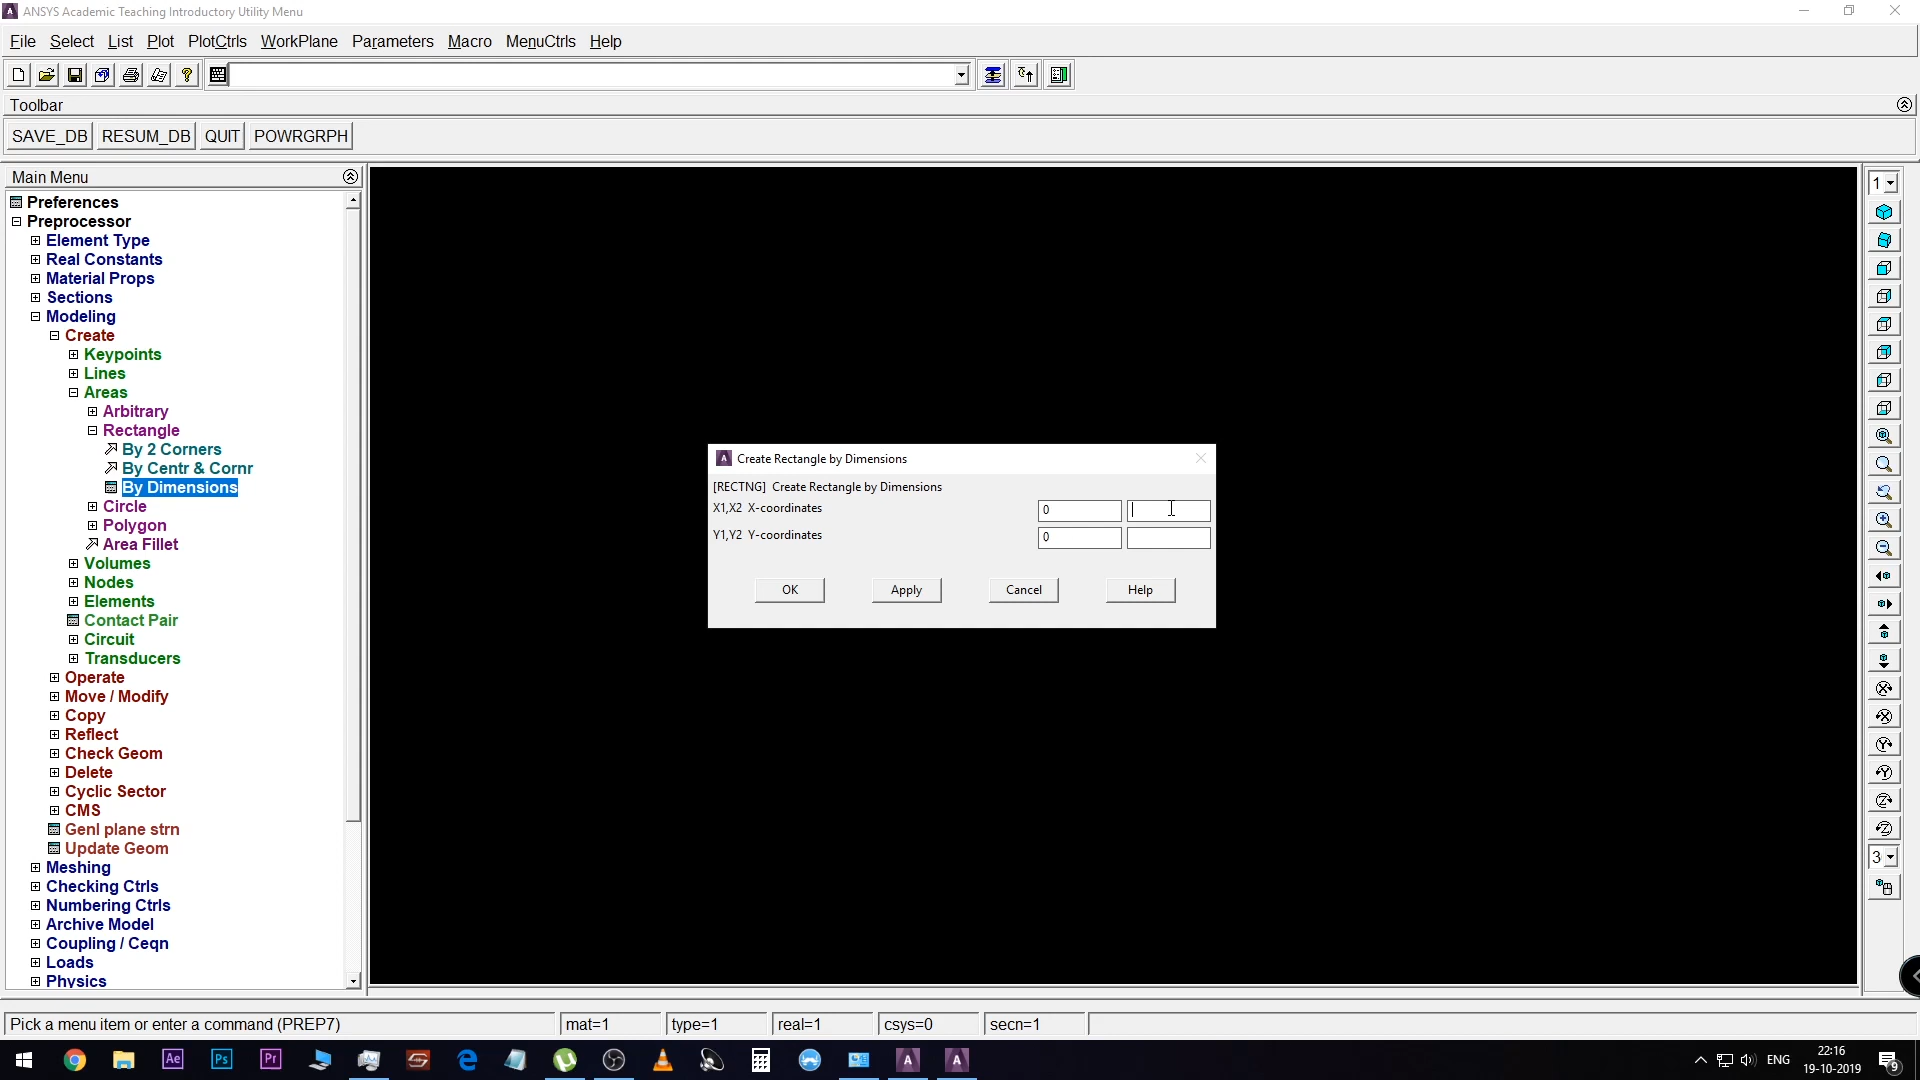 ANSYS Academic Teaching Introductory Utility Menu
File Select List Plot PlotCtrls WorkPlane Parameters Macro MenuCtrls Help
Toolbar
SAVE_DB RESUM_DB QUIT POWRGRPH
Main Menu
Preferences
Preprocessor
Element Type
Real Constants
Material Props
Sections
Modeling
Create
Keypoints
Lines
Areas
Arbitrary
Rectangle
By 2 Corners
By Centr & Cornr
By Dimensions
Circle
Polygon
Area Fillet
Volumes
Nodes
Elements
Contact Pair
Circuit
Transducers
Operate
Move / Modify
Copy
Reflect
Check Geom
Delete
Cyclic Sector
CMS
Genl plane strn
Update Geom
Meshing
Checking Ctrls
Numbering Ctrls
Archive Model
Coupling / Ceqn
Loads
Physics
Create Rectangle by Dimensions
[RECTNG] Create Rectangle by Dimensions
X1,X2 X-coordinates 0
Y1,Y2 Y-coordinates 0
OK Apply Cancel Help
1
3
Pick a menu item or enter a command (PREP7) mat=1 type=1 real=1 csys=0 secn=1
Ae Ps Pr
ENG
22:16
19-10-2019
9